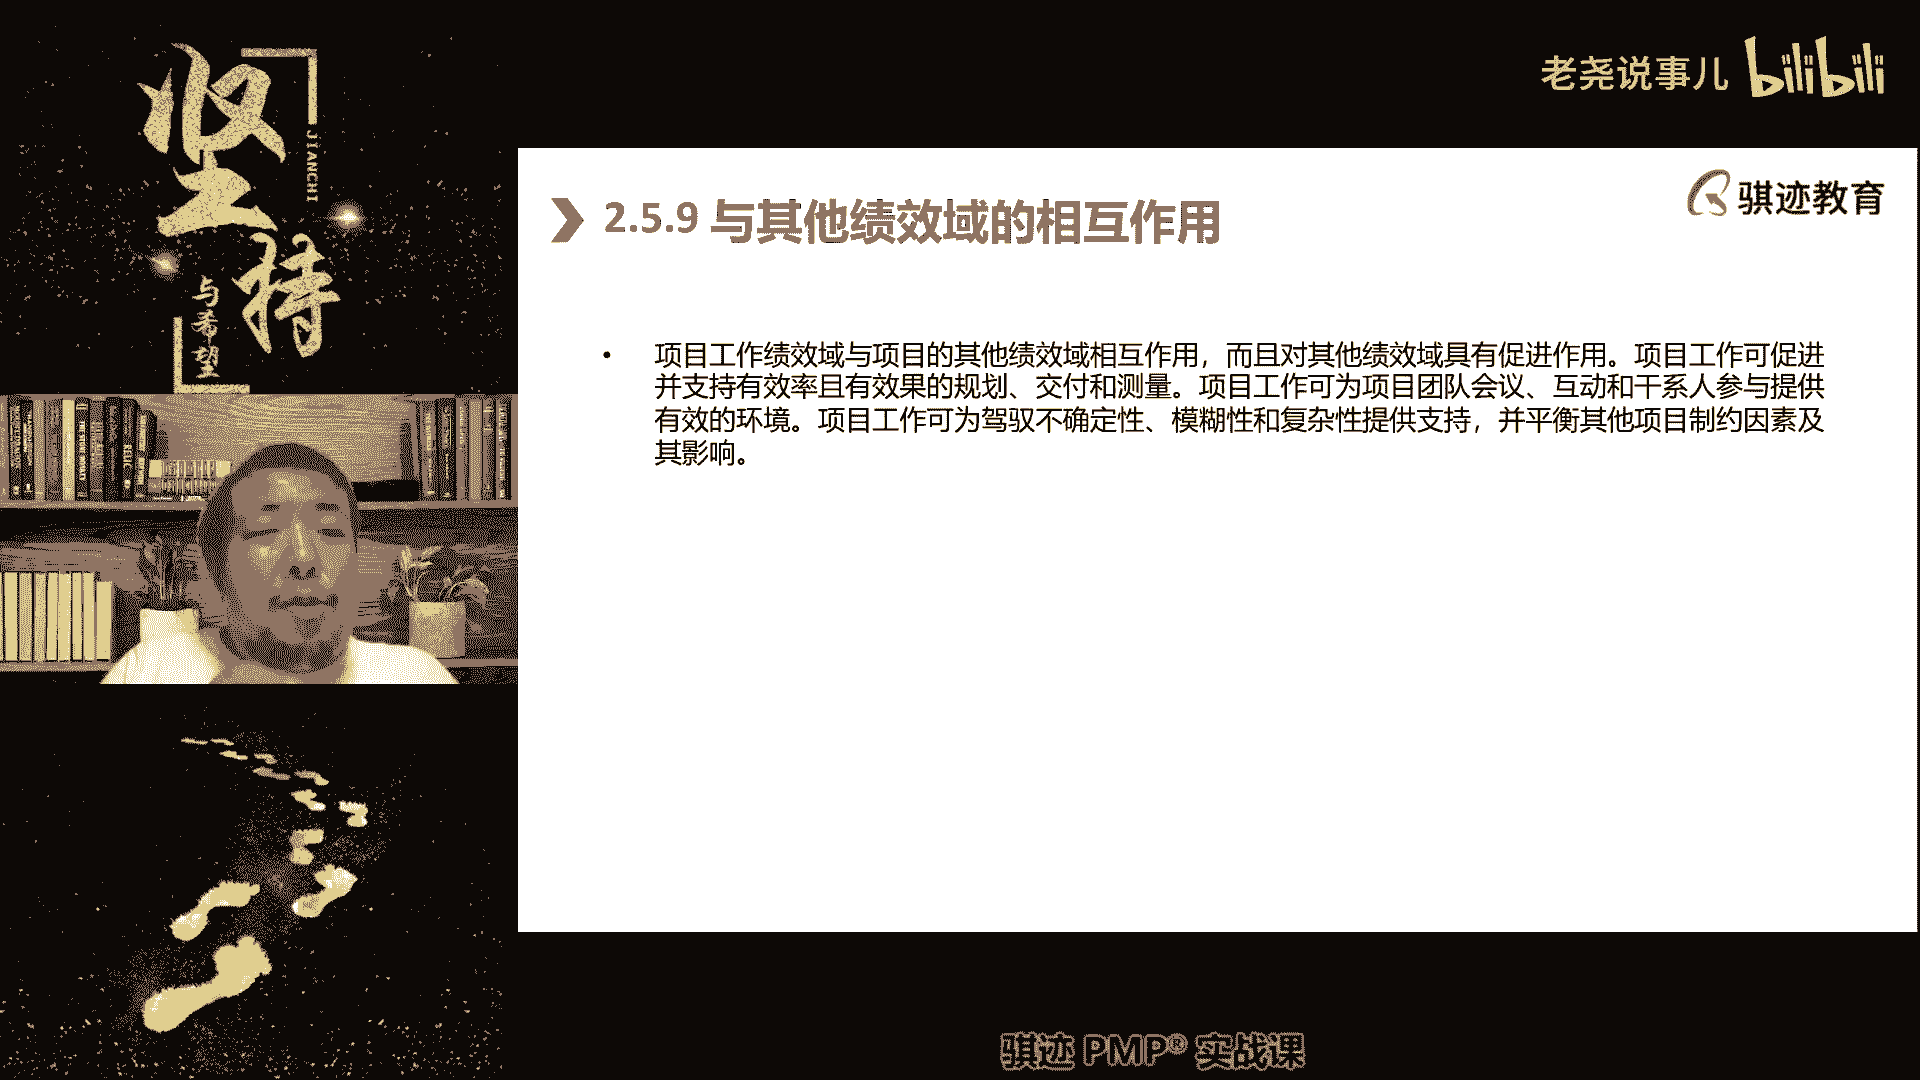 坚持
JIANCHI
与希望
老尧说事儿 bilibili
骐迹教育
2.5.9 与其他绩效域的相互作用
• 项目工作绩效域与项目的其他绩效域相互作用，而且对其他绩效域具有促进作用。项目工作可促进
并支持有效率且有效果的规划、交付和测量。项目工作可为项目团队会议、互动和干系人参与提供
有效的环境。项目工作可为驾驭不确定性、模糊性和复杂性提供支持，并平衡其他项目制约因素及
其影响。
骐迹 PMP® 实战课